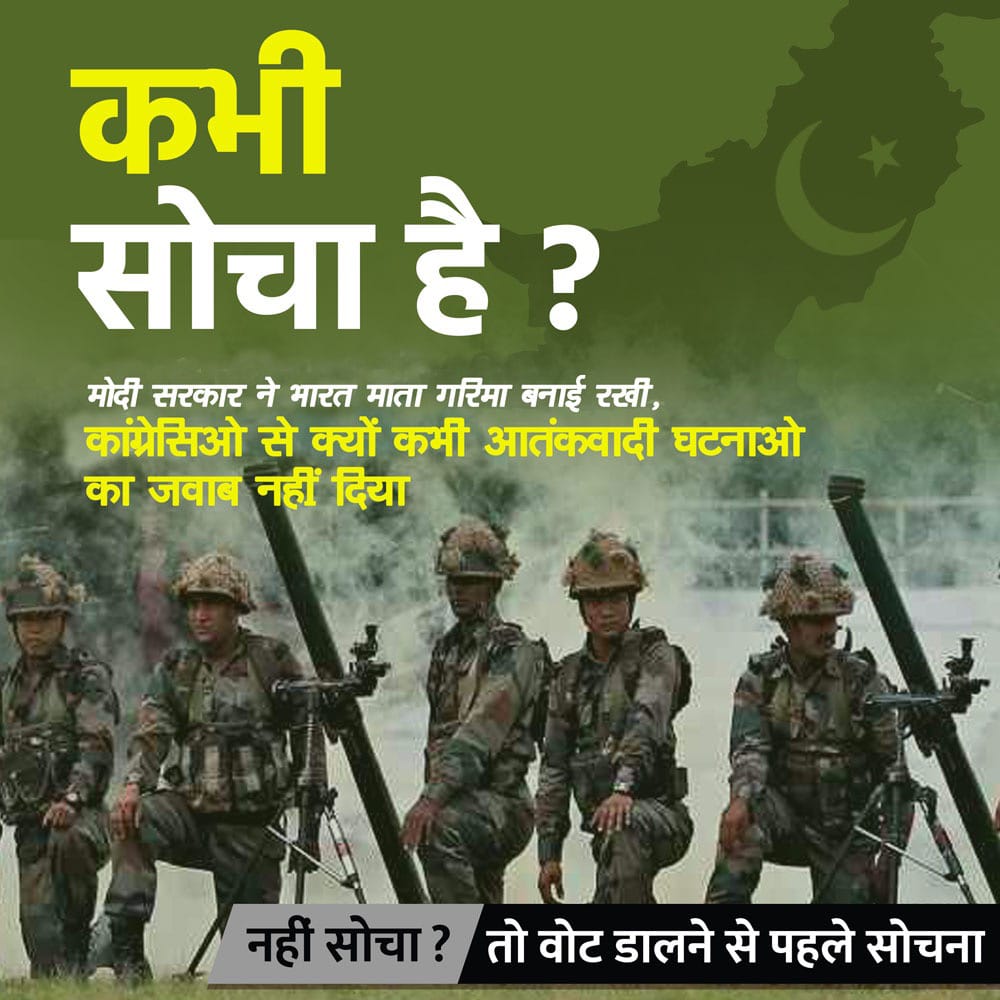 कभी
सोचा है ?
मोदी सरकार ने भारत माता गरिमा बनाई रखी,
कांग्रेसिओ से क्यों कभी आतंकवादी घटनाओ
का जवाब नहीं दिया
नहीं सोचा ? तो वोट डालने से पहले सोचना